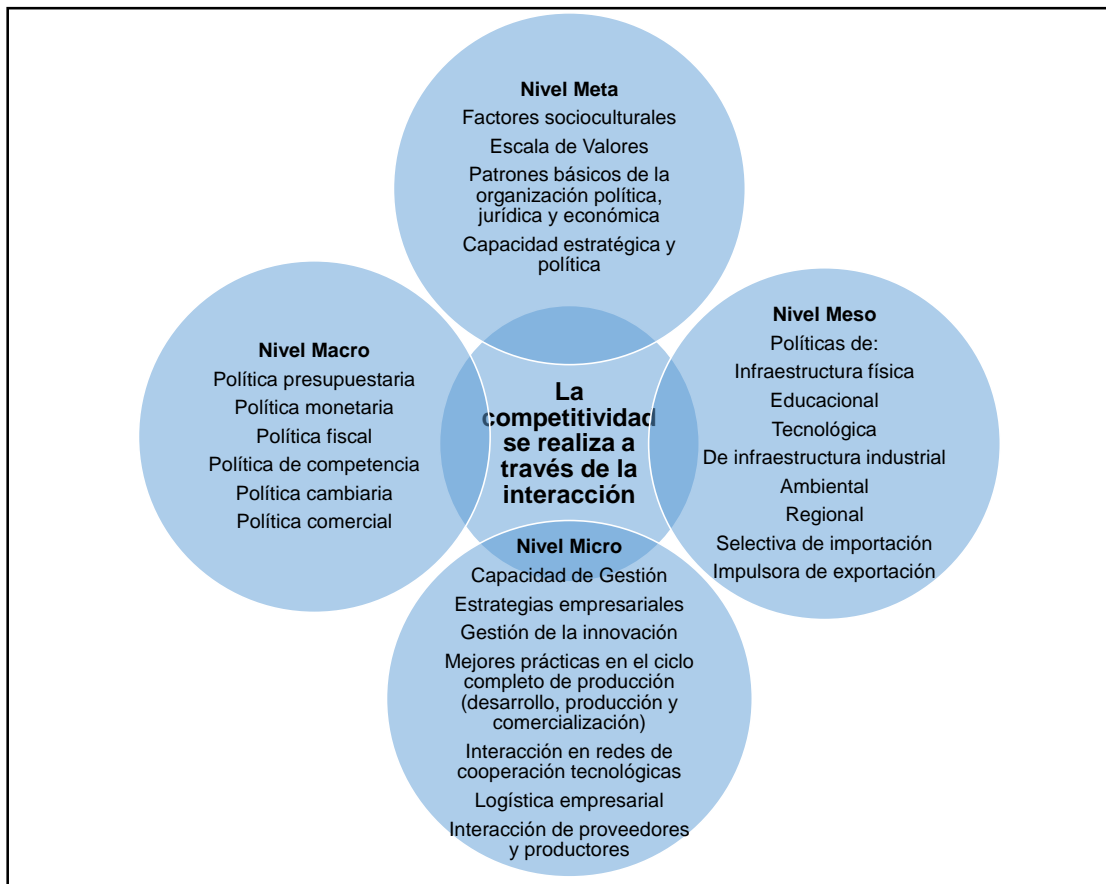 Nivel Meta
Factores socioculturales
Escala de Valores
Patrones básicos de la
organización política,
jurídica y económica
Capacidad estratégica y
política
Nivel Macro
Política presupuestaria
Política monetaria
Política fiscal
Política de competencia
Política cambiaria
Política comercial
La
competitividad
se realiza a
través de la
interacción
Nivel Meso
Políticas de:
Infraestructura física
Educacional
Tecnológica
De infraestructura industrial
Ambiental
Regional
Selectiva de importación
Impulsora de exportación
Nivel Micro
Capacidad de Gestión
Estrategias empresariales
Gestión de la innovación
Mejores prácticas en el ciclo
completo de producción
(desarrollo, producción y
comercialización)
Interacción en redes de
cooperación tecnológicas
Logística empresarial
Interacción de proveedores
y productores